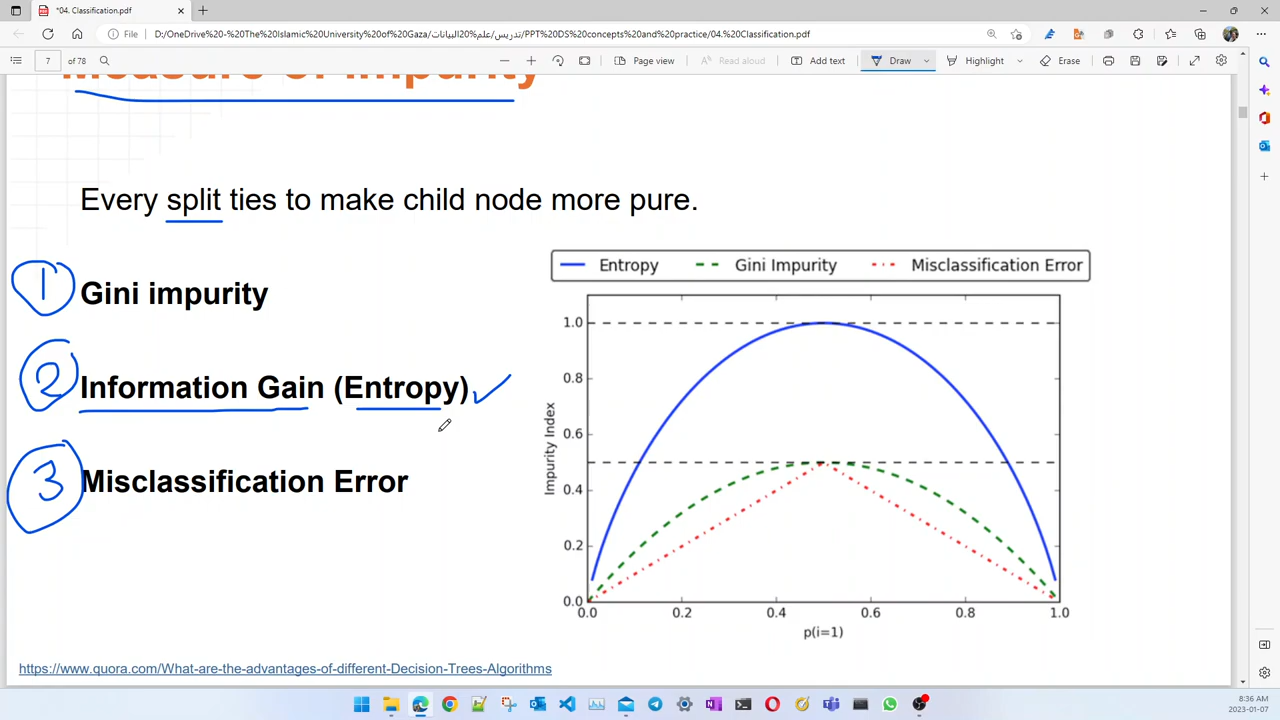 *04. Classification.pdf
File
D:/OneDrive%20-%20The%20Islamic%20University%20of%20Gaza/تدريس/علم%20البيانات/PPT%20DS%20concepts%20and%20practice/04.%20Classification.pdf
7 of 78
Page view
Read aloud
Add text
Draw
Highlight
Erase
Measure of Impurity
Every split ties to make child node more pure.
1 Gini impurity
2 Information Gain (Entropy)
3 Misclassification Error
Entropy Gini Impurity Misclassification Error
1.0
0.8
0.6
0.4
0.2
0.0
Impurity Index
0.0 0.2 0.4 0.6 0.8 1.0
p(i=1)
https://www.quora.com/What-are-the-advantages-of-different-Decision-Trees-Algorithms
8:36 AM
2023-01-07